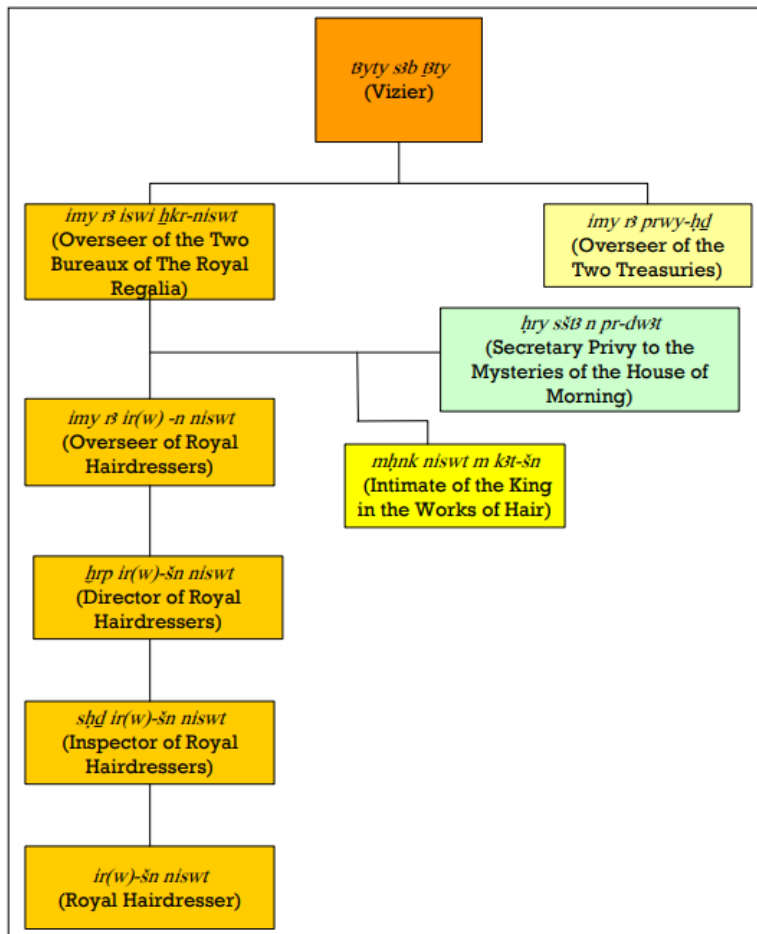 tꜣyty sꜣb ṯꜣty
(Vizier)
imy rꜣ iswi ẖkr-niswt
(Overseer of the Two
Bureaux of The Royal
Regalia)
imy rꜣ prwy-ḥḏ
(Overseer of the
Two Treasuries)
ḥry sštꜣ n pr-dwꜣt
(Secretary Privy to the
Mysteries of the House of
Morning)
imy rꜣ ir(w) -n niswt
(Overseer of Royal
Hairdressers)
mḥnk niswt m kꜣt-šn
(Intimate of the King
in the Works of Hair)
ẖrp ir(w)-šn niswt
(Director of Royal
Hairdressers)
sḥḏ ir(w)-šn niswt
(Inspector of Royal
Hairdressers)
ir(w)-šn niswt
(Royal Hairdresser)